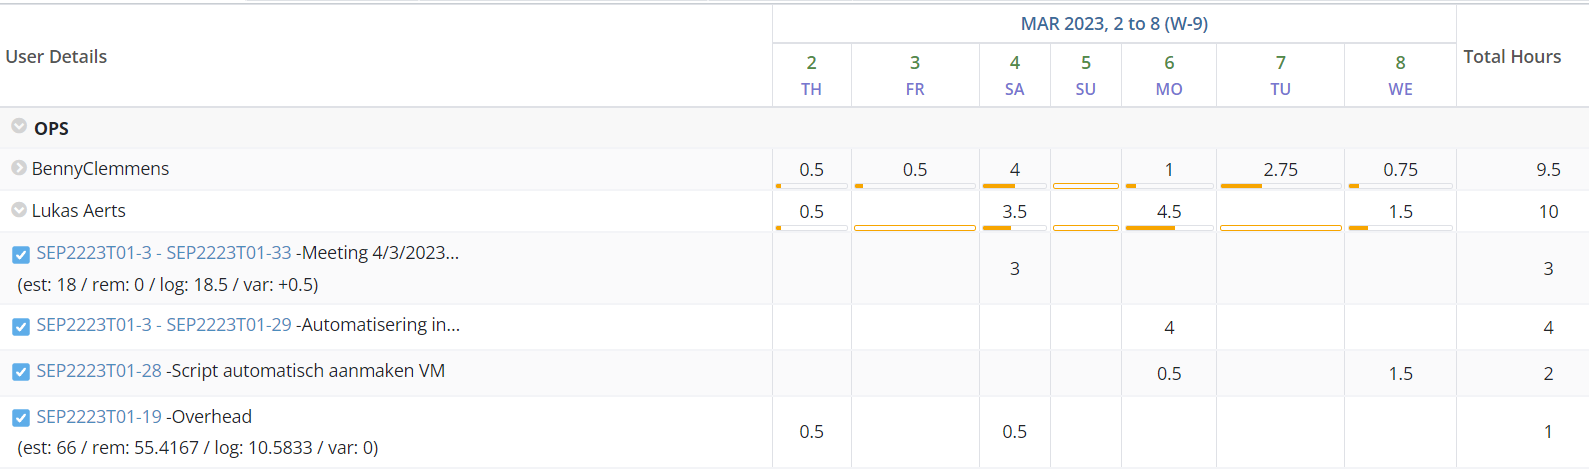 User Details
MAR 2023, 2 to 8 (W-9)
Total Hours
2 3 4 5 6 7 8
TH FR SA SU MO TU WE
OPS
BennyClemmens 0.5 0.5 4 1 2.75 0.75 9.5
Lukas Aerts 0.5 3.5 4.5 1.5 10
SEP2223T01-3 - SEP2223T01-33 -Meeting 4/3/2023...
(est: 18 / rem: 0 / log: 18.5 / var: +0.5) 3 3
SEP2223T01-3 - SEP2223T01-29 -Automatisering in... 4 4
SEP2223T01-28 -Script automatisch aanmaken VM 0.5 1.5 2
SEP2223T01-19 -Overhead
(est: 66 / rem: 55.4167 / log: 10.5833 / var: 0) 0.5 0.5 1